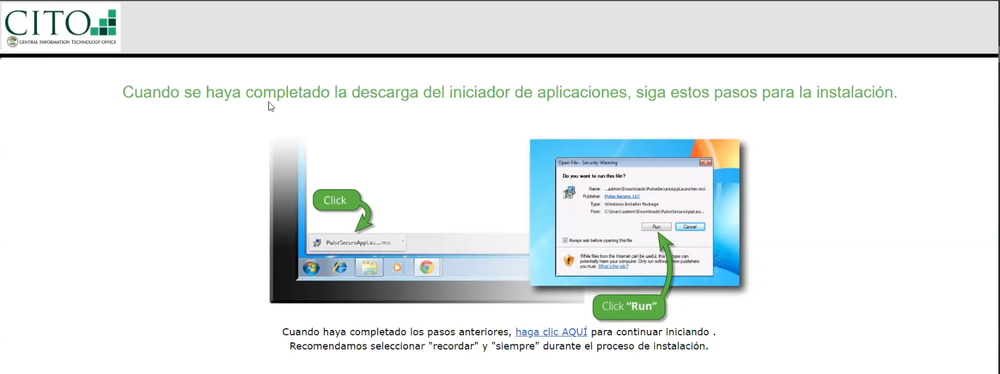 CITO
CENTRAL INFORMATION TECHNOLOGY OFFICE
Cuando se haya completado la descarga del iniciador de aplicaciones, siga estos pasos para la instalación.
Click
PulseSecureAppLau....msi
Open File - Security Warning
Do you want to run this file?
Name: ...admin\Downloads\PulseSecureAppLauncher.msi
Publisher: Pulse Secure, LLC
Type: Windows Installer Package
From: C:\Users\admin\Downloads\PulseSecureAppLau...
Run Cancel
Always ask before opening this file
While files from the Internet can be useful, this type can
potentially harm your computer. Only run software from publishers
you trust. What's the risk?
Click "Run"
Cuando haya completado los pasos anteriores, haga clic AQUÍ para continuar iniciando .
Recomendamos seleccionar "recordar" y "siempre" durante el proceso de instalación.